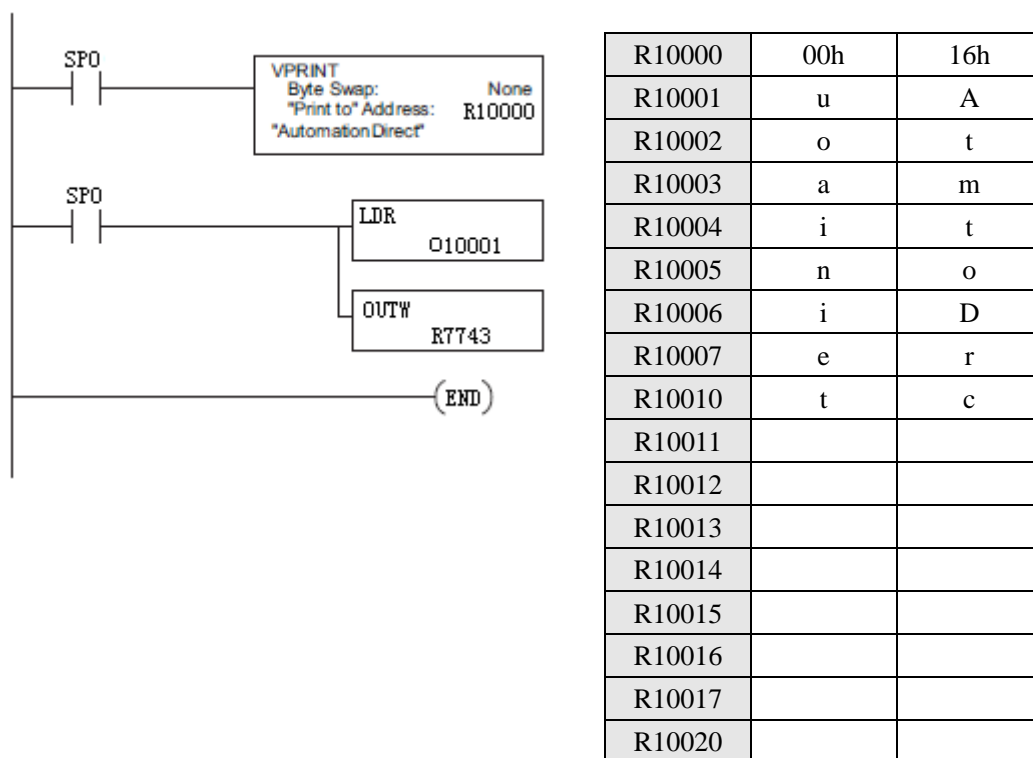 SP0
VPRINT
Byte Swap: None
"Print to" Address: R10000
"AutomationDirect"
SP0
LDR
O10001
OUTW
R7743
END
R10000 00h 16h
R10001 u A
R10002 o t
R10003 a m
R10004 i t
R10005 n o
R10006 i D
R10007 e r
R10010 t c
R10011
R10012
R10013
R10014
R10015
R10016
R10017
R10020